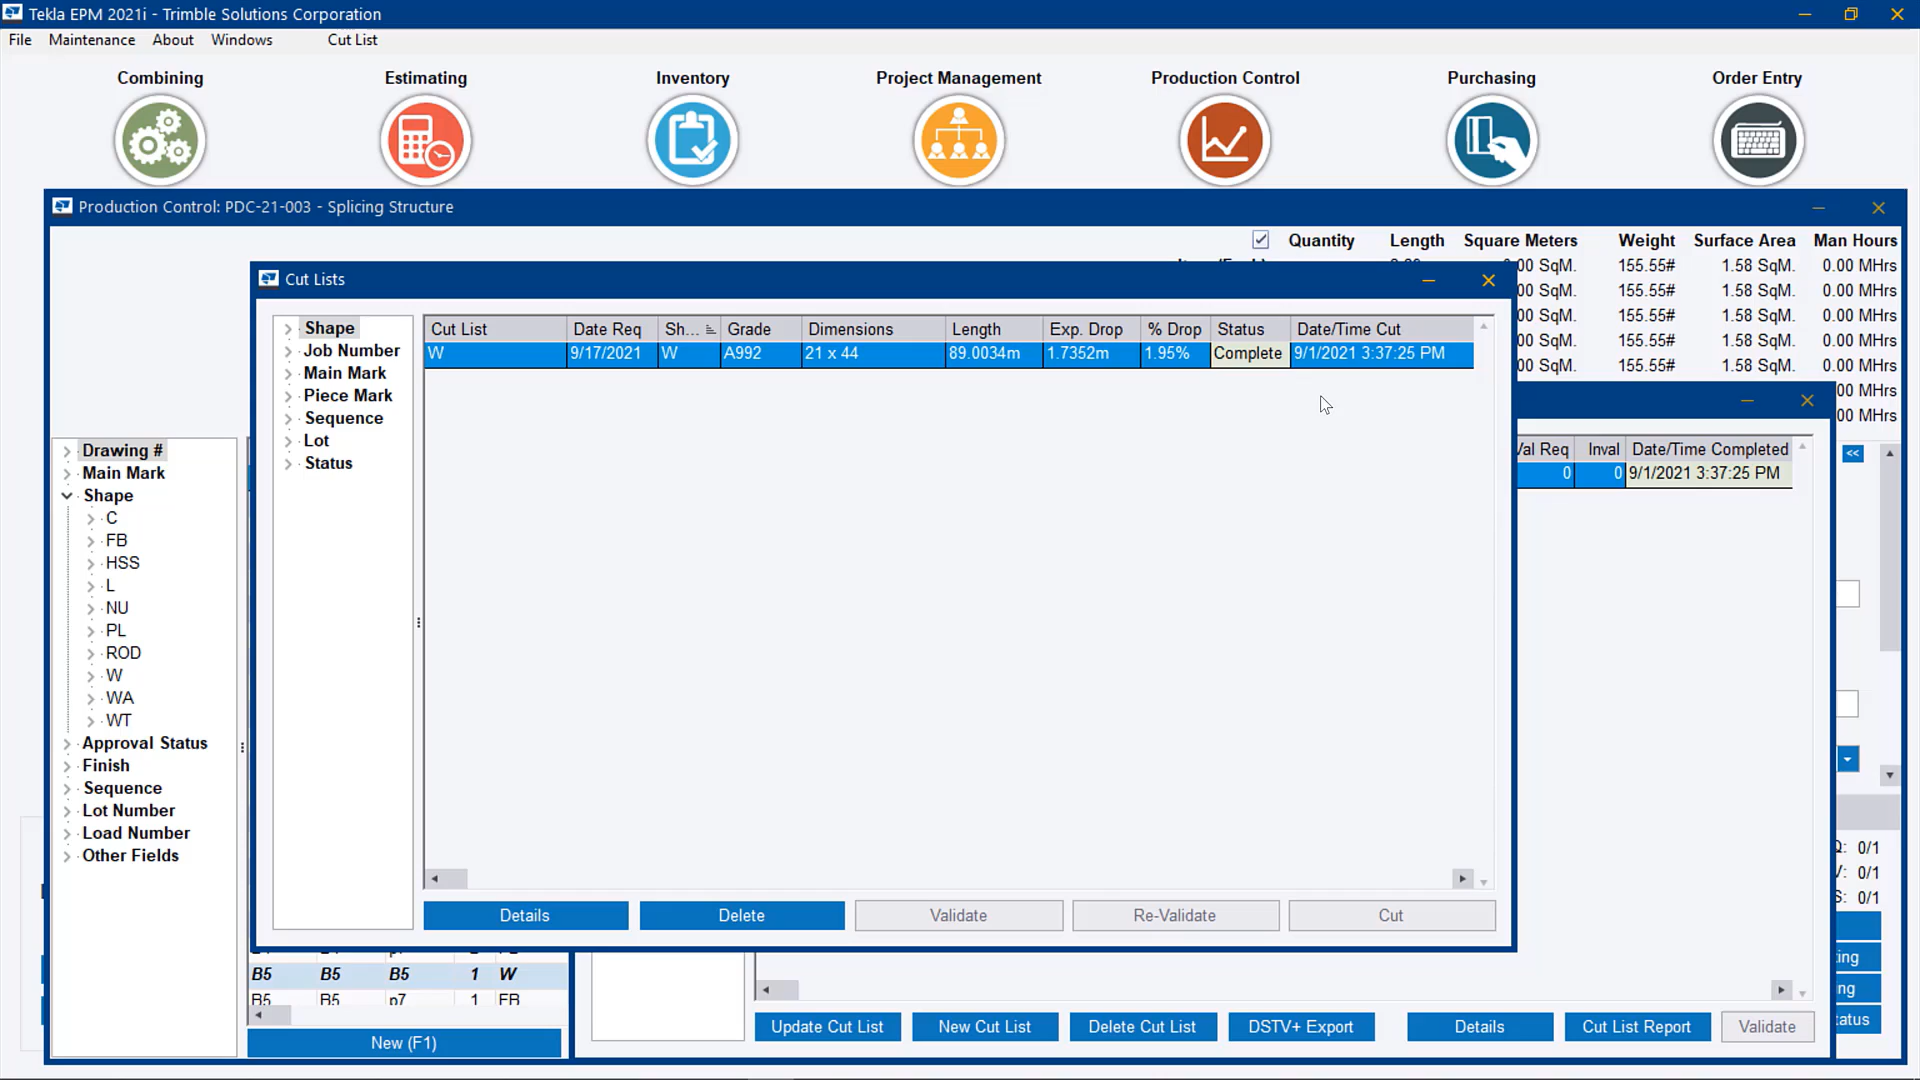 Tekla EPM 2021i - Trimble Solutions Corporation
File Maintenance About Windows Cut List
Combining Estimating Inventory Project Management Production Control Purchasing Order Entry
Production Control: PDC-21-003 - Splicing Structure
Quantity Length Square Meters Weight Surface Area Man Hours
00 SqM. 155.55# 1.58 SqM. 0.00 MHrs
00 SqM. 155.55# 1.58 SqM. 0.00 MHrs
00 SqM. 155.55# 1.58 SqM. 0.00 MHrs
00 SqM. 155.55# 1.58 SqM. 0.00 MHrs
00 SqM. 155.55# 1.58 SqM. 0.00 MHrs
00 MHrs
00 MHrs
Cut Lists
Shape
Job Number
Main Mark
Piece Mark
Sequence
Lot
Status
Cut List Date Req Sh... Grade Dimensions Length Exp. Drop % Drop Status Date/Time Cut
W 9/17/2021 W A992 21 x 44 89.0034m 1.7352m 1.95% Complete 9/1/2021 3:37:25 PM
Details Delete Validate Re-Validate Cut
Val Req Inval Date/Time Completed <<
0 0 9/1/2021 3:37:25 PM
Drawing #
Main Mark
Shape
C
FB
HSS
L
NU
PL
ROD
W
WA
WT
Approval Status
Finish
Sequence
Lot Number
Load Number
Other Fields
B5 B5 B5 1 W
B5 B5 p7 1 FB
New (F1)
Q: 0/1
V: 0/1
S: 0/1
ing
ng
tatus
Update Cut List New Cut List Delete Cut List DSTV+ Export Details Cut List Report Validate